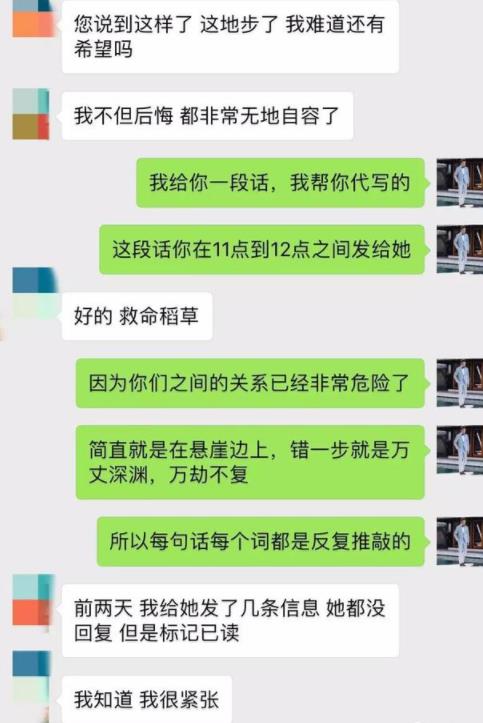 您说到这样了 这地步了 我难道还有
希望吗
我不但后悔 都非常无地自容了
我给你一段话，我帮你代写的
这段话你在11点到12点之间发给她
好的 救命稻草
因为你们之间的关系已经非常危险了
简直就是在悬崖边上，错一步就是万
丈深渊，万劫不复
所以每句话每个词都是反复推敲的
前两天 我给她发了几条信息 她都没
回复 但是标记已读
我知道 我很紧张